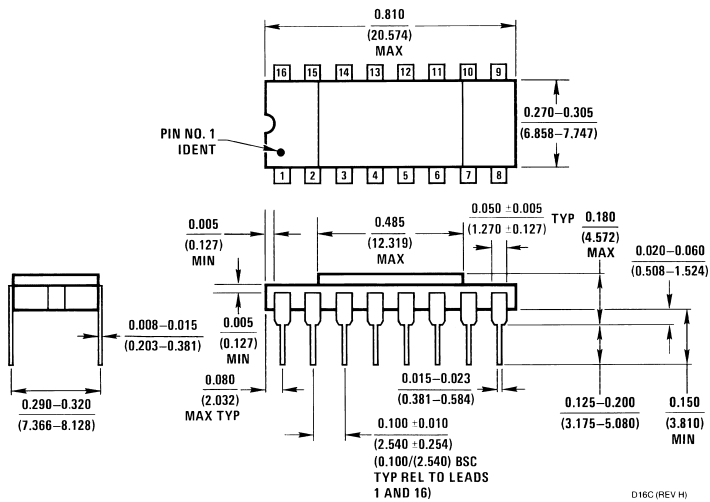 0.810
(20.574)
MAX
16 15 14 13 12 11 10 9
0.270–0.305
(6.858–7.747)
PIN NO. 1
IDENT
1 2 3 4 5 6 7 8
0.005
(0.127)
MIN
0.485
(12.319)
MAX
0.050 ±0.005
(1.270 ±0.127)
TYP
0.180
(4.572)
MAX
0.020–0.060
(0.508–1.524)
0.008–0.015
(0.203–0.381)
0.005
(0.127)
MIN
0.290–0.320
(7.366–8.128)
0.080
(2.032)
MAX TYP
0.015–0.023
(0.381–0.584)
0.100 ±0.010
(2.540 ±0.254)
(0.100/(2.540) BSC
TYP REL TO LEADS
1 AND 16)
0.125–0.200
(3.175–5.080)
0.150
(3.810)
MIN
D16C (REV H)